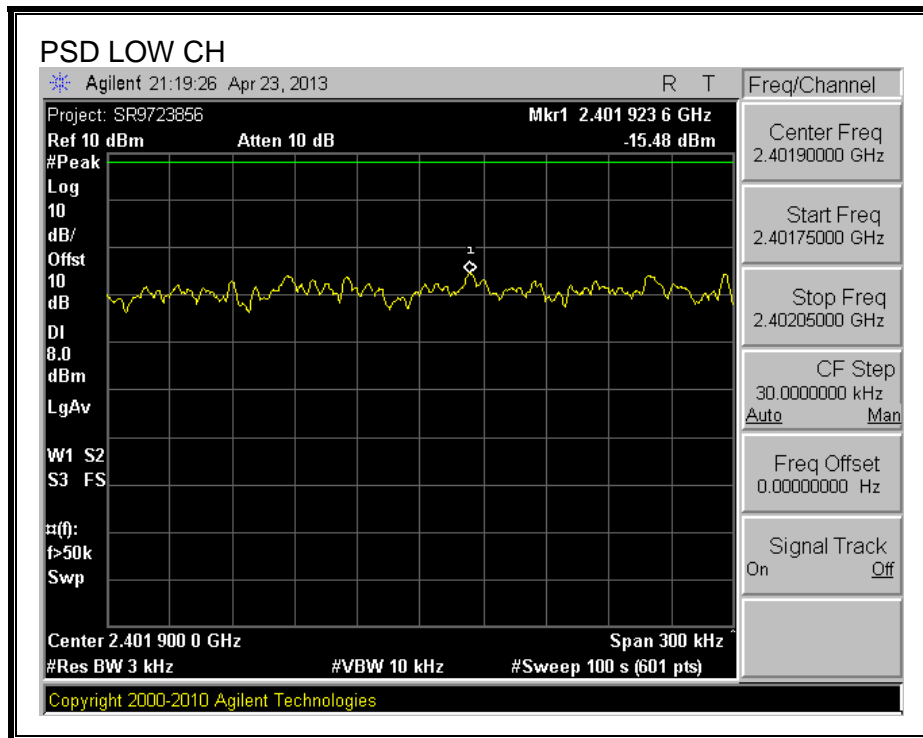 PSD LOW CH
Agilent 21:19:26 Apr 23, 2013 R T
Project: SR9723856 Mkr1 2.401 923 6 GHz
Ref 10 dBm Atten 10 dB -15.48 dBm
#Peak
Log
10
dB/
Offst
10
dB
DI
8.0
dBm
LgAv
W1 S2
S3 FS
¤(f):
f>50k
Swp
1
Center 2.401 900 0 GHz Span 300 kHz ^
#Res BW 3 kHz #VBW 10 kHz #Sweep 100 s (601 pts)
Copyright 2000-2010 Agilent Technologies
Freq/Channel
Center Freq
2.40190000 GHz
Start Freq
2.40175000 GHz
Stop Freq
2.40205000 GHz
CF Step
30.0000000 kHz
Auto Man
Freq Offset
0.00000000 Hz
Signal Track
On Off